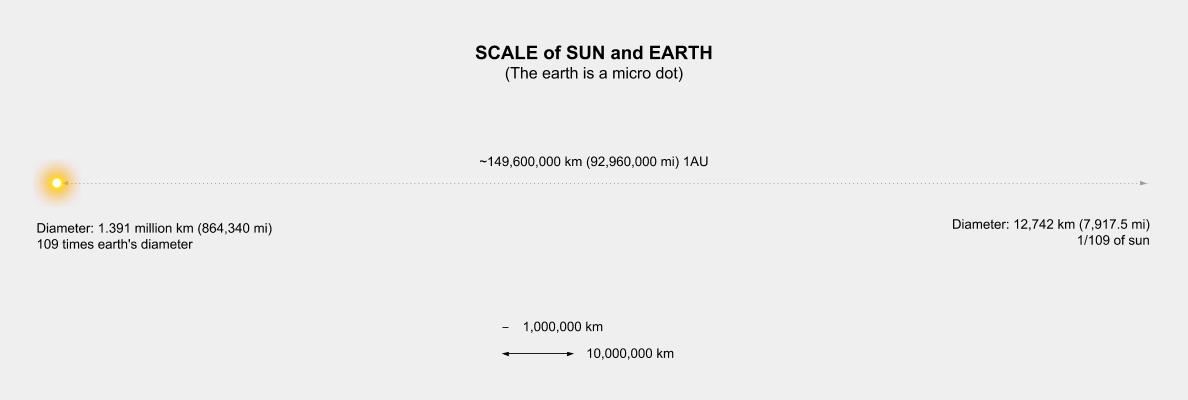 SCALE of SUN and EARTH
(The earth is a micro dot)
~149,600,000 km (92,960,000 mi) 1AU
Diameter: 1.391 million km (864,340 mi)
109 times earth's diameter
Diameter: 12,742 km (7,917.5 mi)
1/109 of sun
1,000,000 km
10,000,000 km